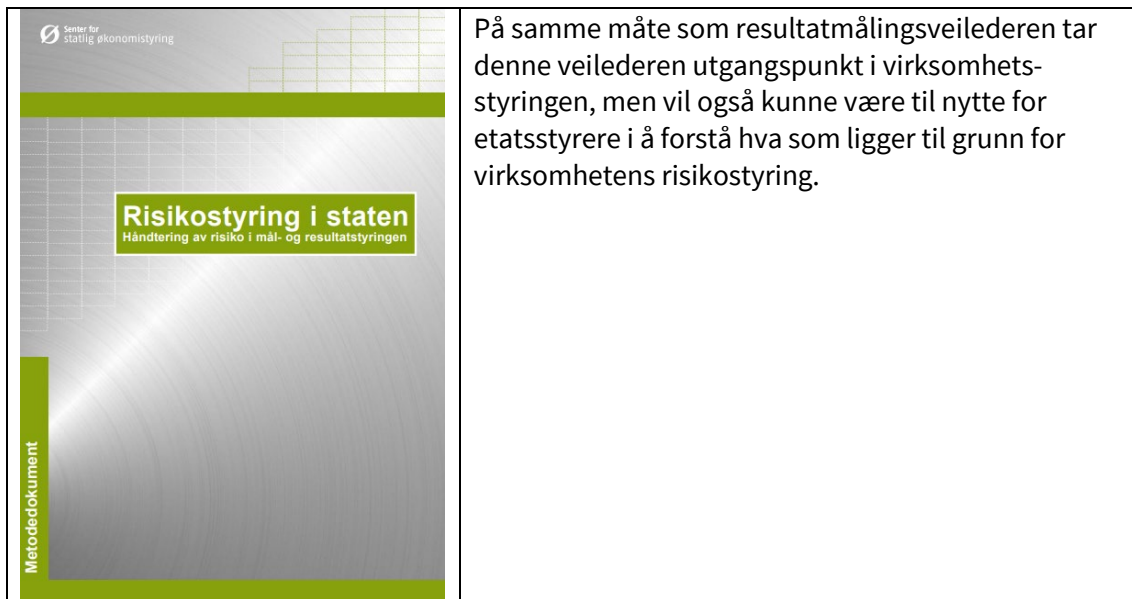 Senter for
statlig økonomistyring
Risikostyring i staten
Håndtering av risiko i mål- og resultatstyringen
Metodedokument
På samme måte som resultatmålingsveilederen tar
denne veilederen utgangspunkt i virksomhets-
styringen, men vil også kunne være til nytte for
etatsstyrere i å forstå hva som ligger til grunn for
virksomhetens risikostyring.